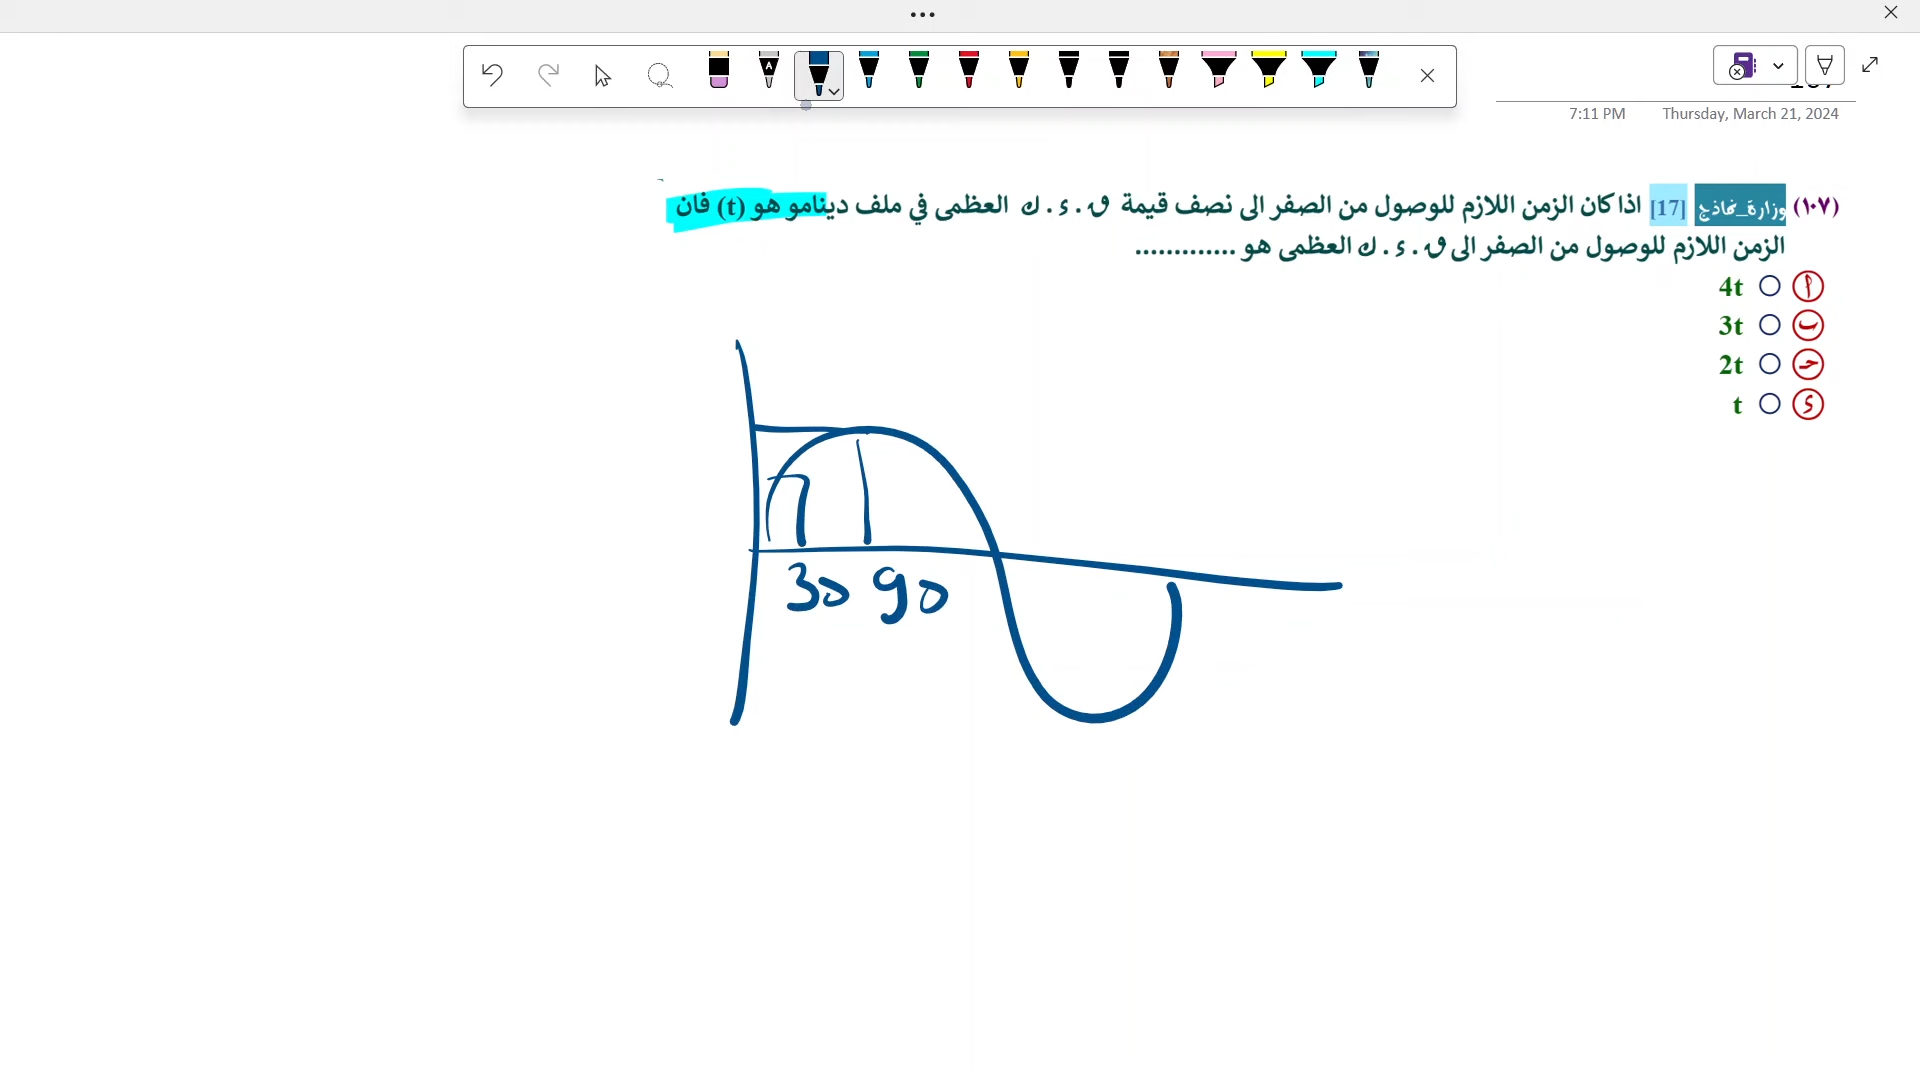 7:11 PM Thursday, March 21, 2024
(١٠٧) وزارة_نماذج [17] اذا كان الزمن اللازم للوصول من الصفر الى نصف قيمة ق . ء . ك العظمى في ملف دينامو هو (t) فان
الزمن اللازم للوصول من الصفر الى ق . ء . ك العظمى هو .............
أ 4t
ب 3t
جـ 2t
ء t
30 90